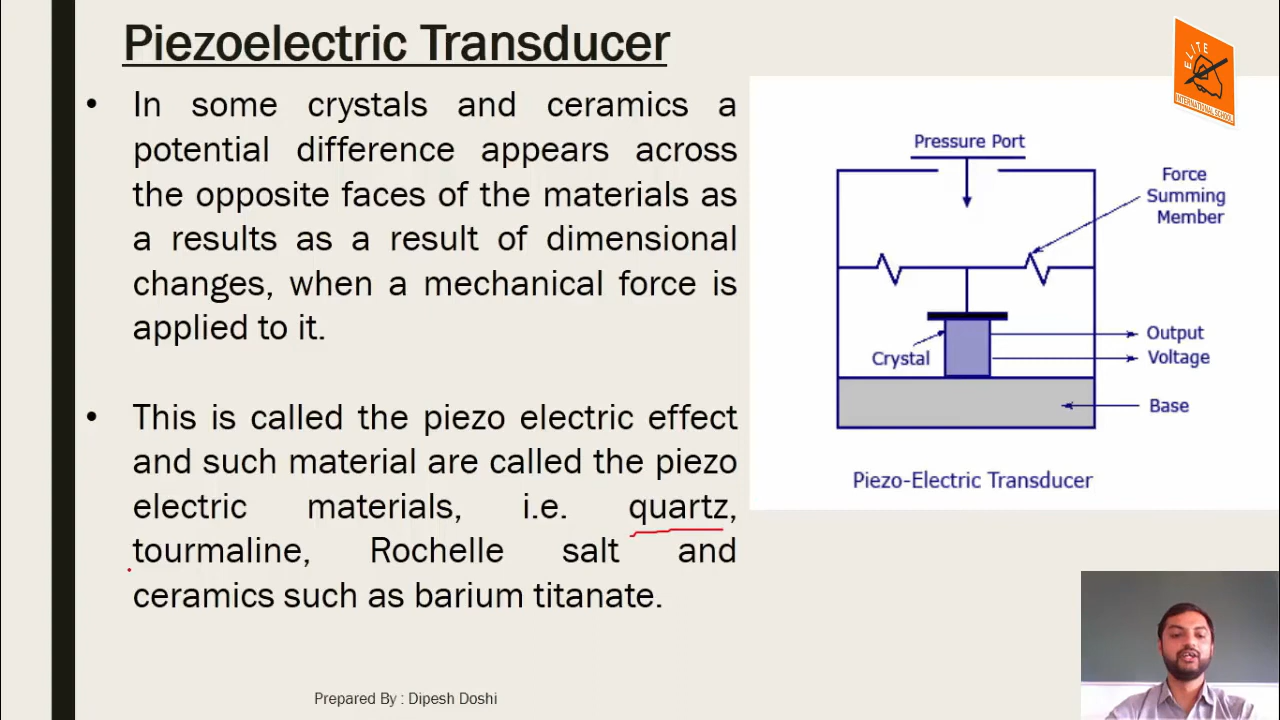 Piezoelectric Transducer
• In some crystals and ceramics a
potential difference appears across
the opposite faces of the materials as
a results as a result of dimensional
changes, when a mechanical force is
applied to it.
• This is called the piezo electric effect
and such material are called the piezo
electric materials, i.e. quartz,
tourmaline, Rochelle salt and
ceramics such as barium titanate.
Prepared By : Dipesh Doshi
ELITE
INTERNATIONAL SCHOOL
Pressure Port
Force
Summing
Member
Crystal
Output
Voltage
Base
Piezo-Electric Transducer